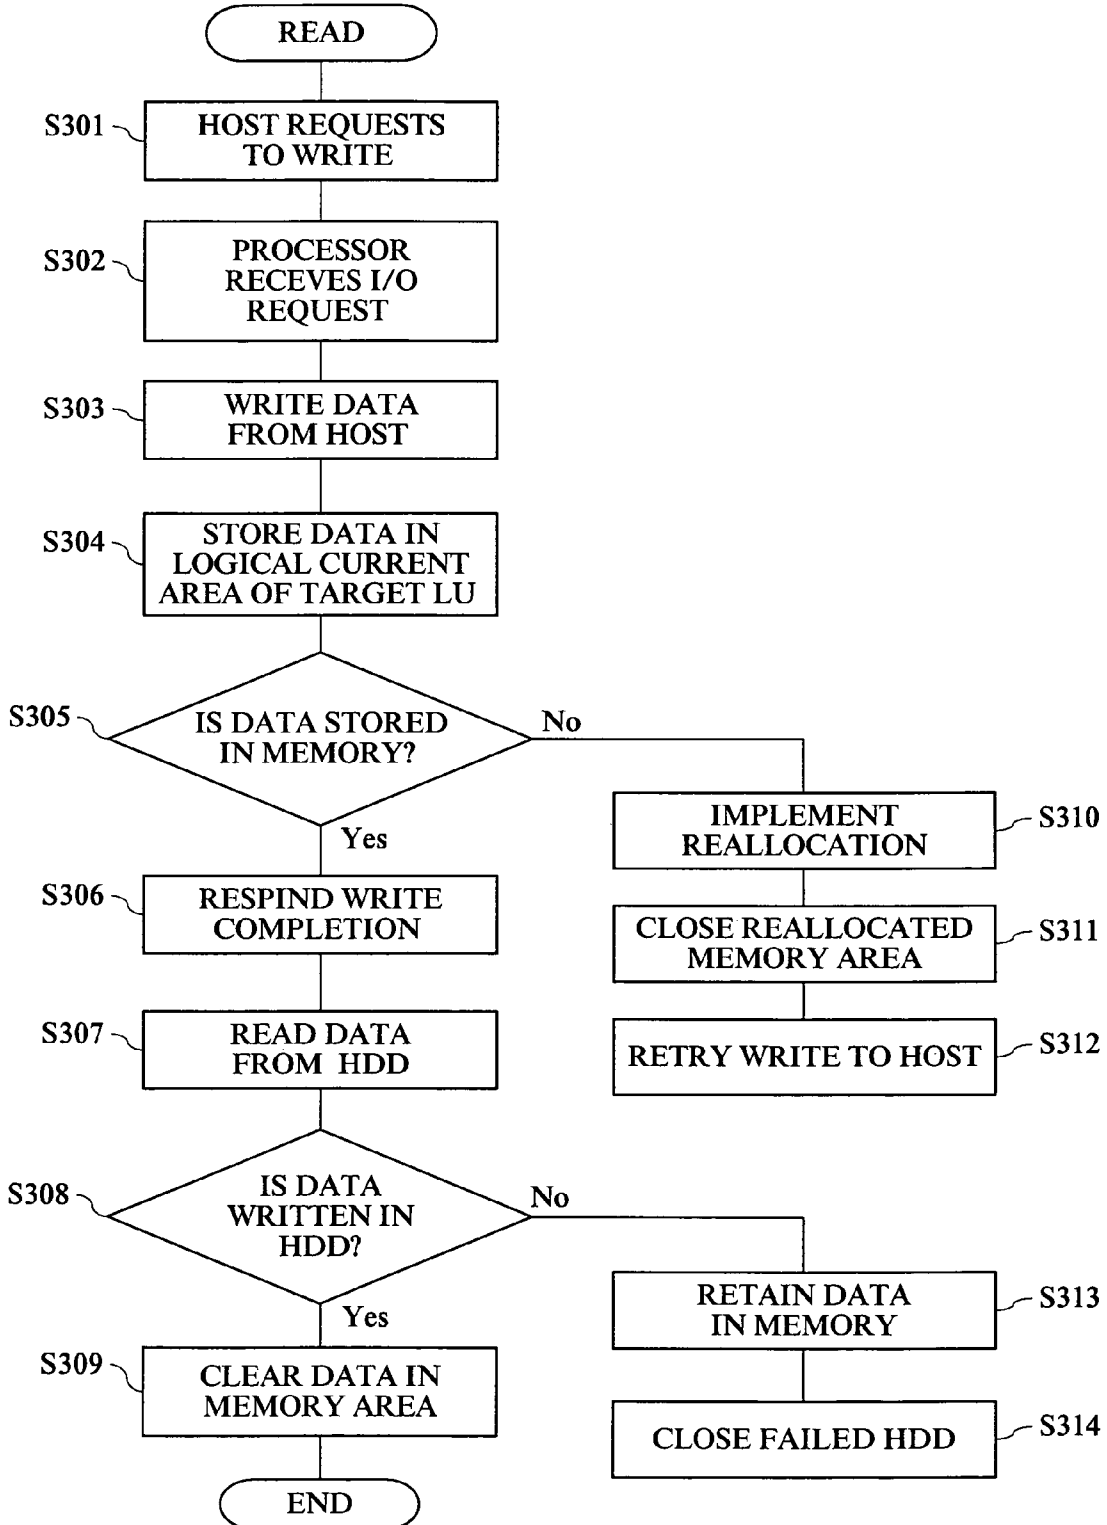 READ
S301
HOST REQUESTS
TO WRITE
S302
PROCESSOR
RECEVES I/O
REQUEST
S303
WRITE DATA
FROM HOST
S304
STORE DATA IN
LOGICAL CURRENT
AREA OF TARGET LU
S305
IS DATA STORED
IN MEMORY?
No
Yes
S310
IMPLEMENT
REALLOCATION
S306
RESPIND WRITE
COMPLETION
S311
CLOSE REALLOCATED
MEMORY AREA
S307
READ DATA
FROM HDD
S312
RETRY WRITE TO HOST
S308
IS DATA
WRITTEN IN
HDD?
No
Yes
S313
RETAIN DATA
IN MEMORY
S309
CLEAR DATA IN
MEMORY AREA
S314
CLOSE FAILED HDD
END